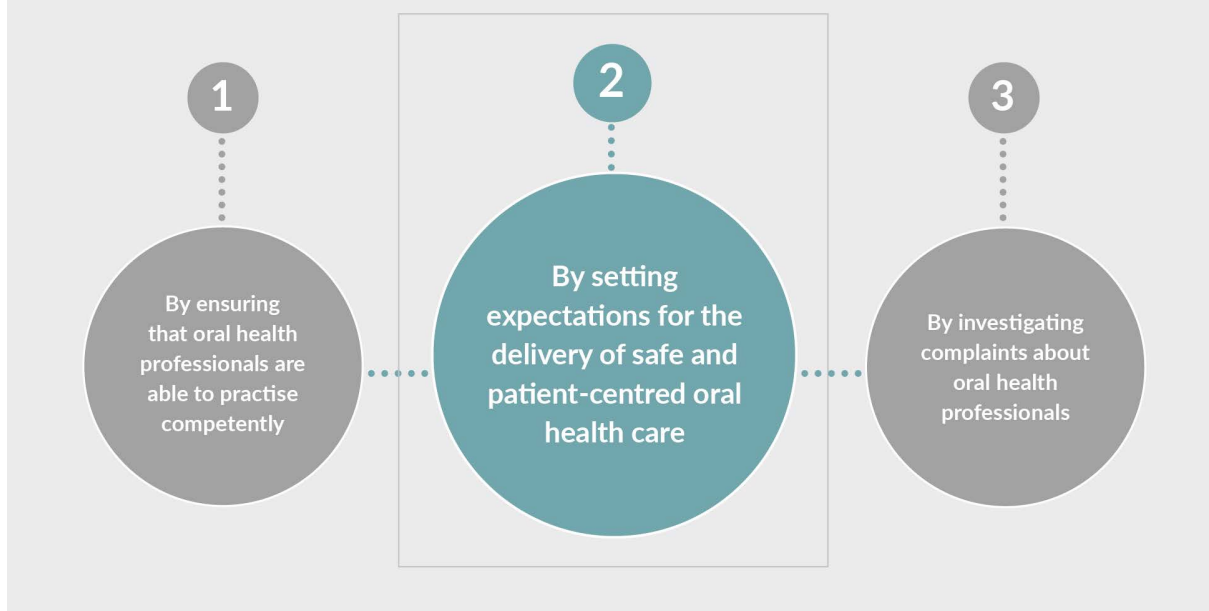 1
By ensuring
that oral health
professionals are
able to practise
competently
2
By setting
expectations for the
delivery of safe and
patient-centred oral
health care
3
By investigating
complaints about
oral health
professionals